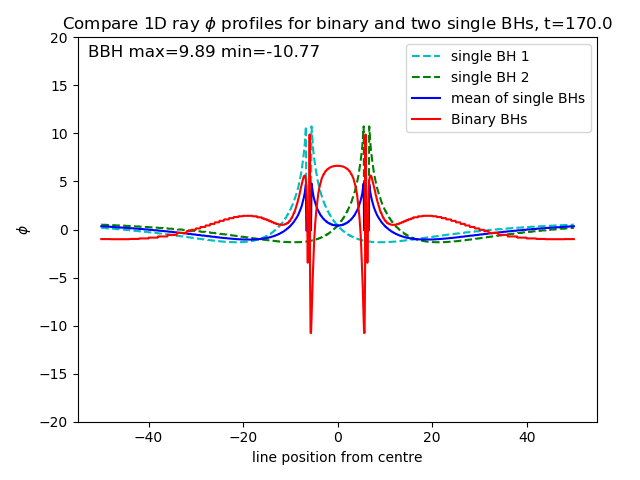 Compare 1D ray ϕ profiles for binary and two single BHs, t=170.0
BBH max=9.89 min=-10.77
single BH 1
single BH 2
mean of single BHs
Binary BHs
20
15
10
5
0
−5
−10
−15
−20
ϕ
−40 −20 0 20 40
line position from centre